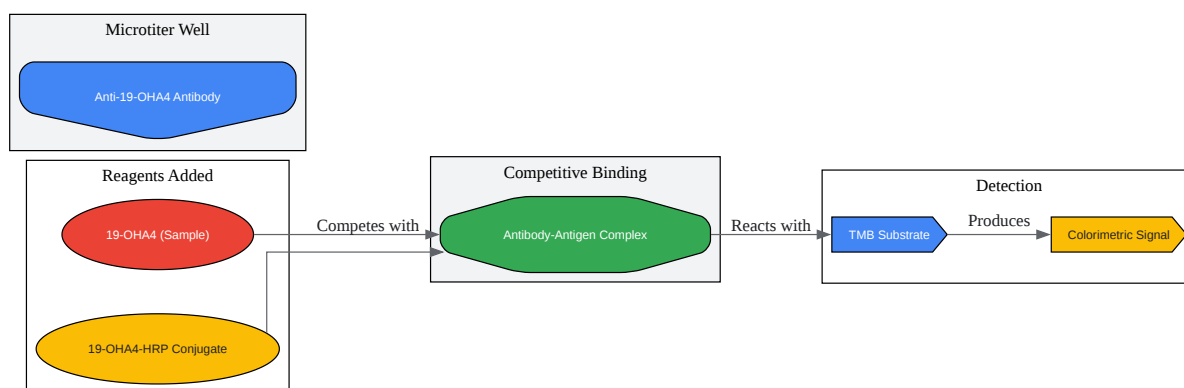 Microtiter Well
Anti-19-OHA4 Antibody
Reagents Added
19-OHA4 (Sample)
19-OHA4-HRP Conjugate
Competes with
Competitive Binding
Antibody-Antigen Complex
Reacts with
Detection
TMB Substrate
Produces
Colorimetric Signal